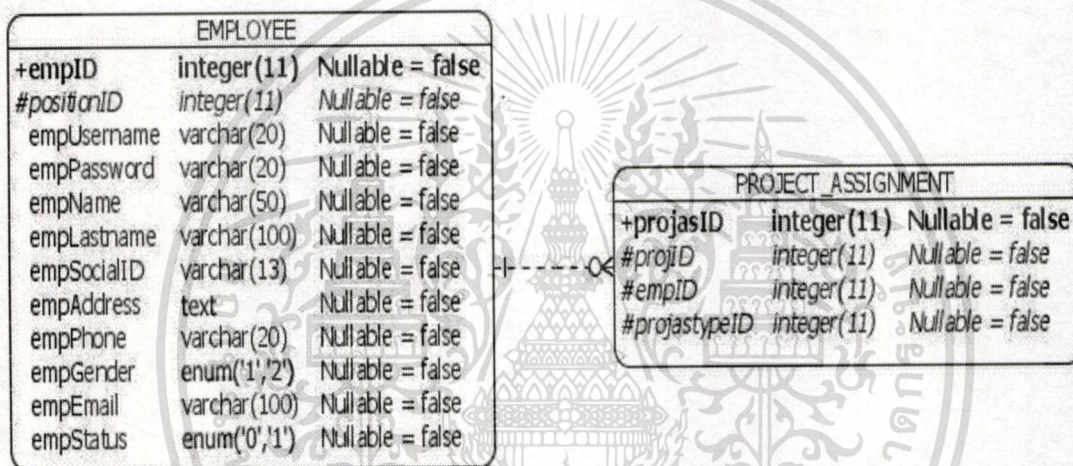 EMPLOYEE
+empID integer(11) Nullable = false
#positionID integer(11) Nullable = false
empUsername varchar(20) Nullable = false
empPassword varchar(20) Nullable = false
empName varchar(50) Nullable = false
empLastname varchar(100) Nullable = false
empSocialID varchar(13) Nullable = false
empAddress text Nullable = false
empPhone varchar(20) Nullable = false
empGender enum('1','2') Nullable = false
empEmail varchar(100) Nullable = false
empStatus enum('0','1') Nullable = false
PROJECT_ASSIGNMENT
+projasID integer(11) Nullable = false
#projID integer(11) Nullable = false
#empID integer(11) Nullable = false
#projastypeID integer(11) Nullable = false